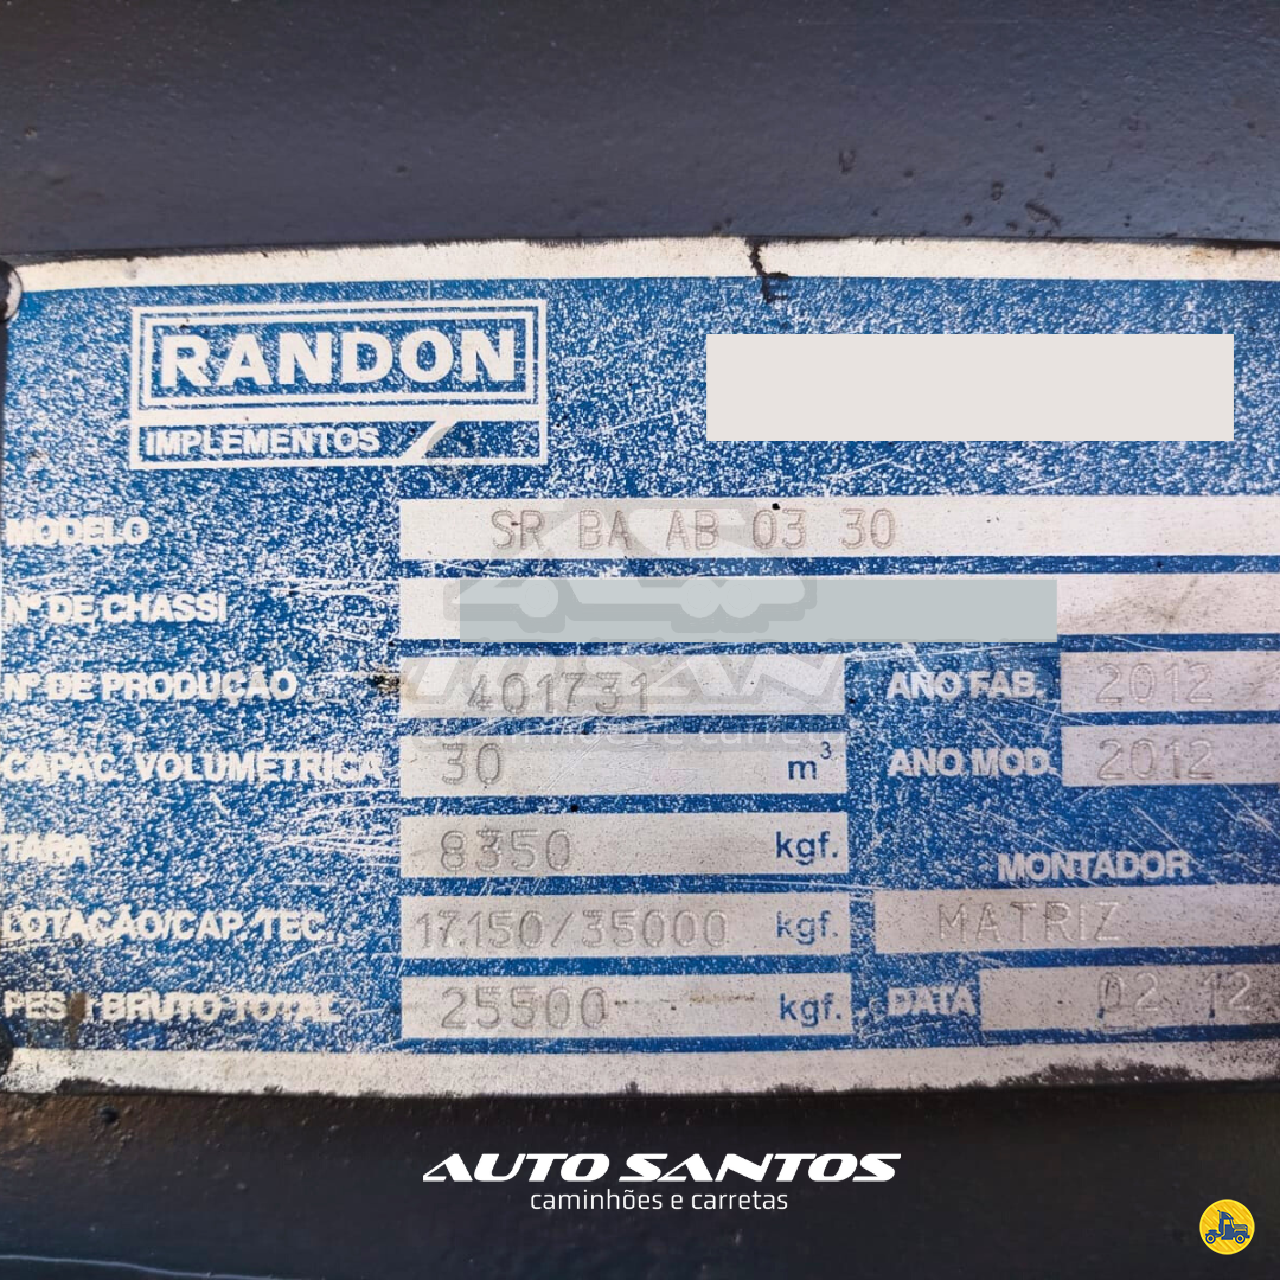 RANDON
IMPLEMENTOS
MODELO SR BA AB 03 30
Nº DE CHASSI
Nº DE PRODUÇÃO 401731 ANO FAB. 2012
CAPAC. VOLUMÉTRICA 30 m³ ANO MOD. 2012
TARA 8350 kgf.
MONTADOR
LOTAÇÃO/CAP. TEC. 17.150/35000 kgf. MATRIZ
PES BRUTO TOTAL 25500 kgf. DATA 02 12
AUTO SANTOS
caminhões e carretas